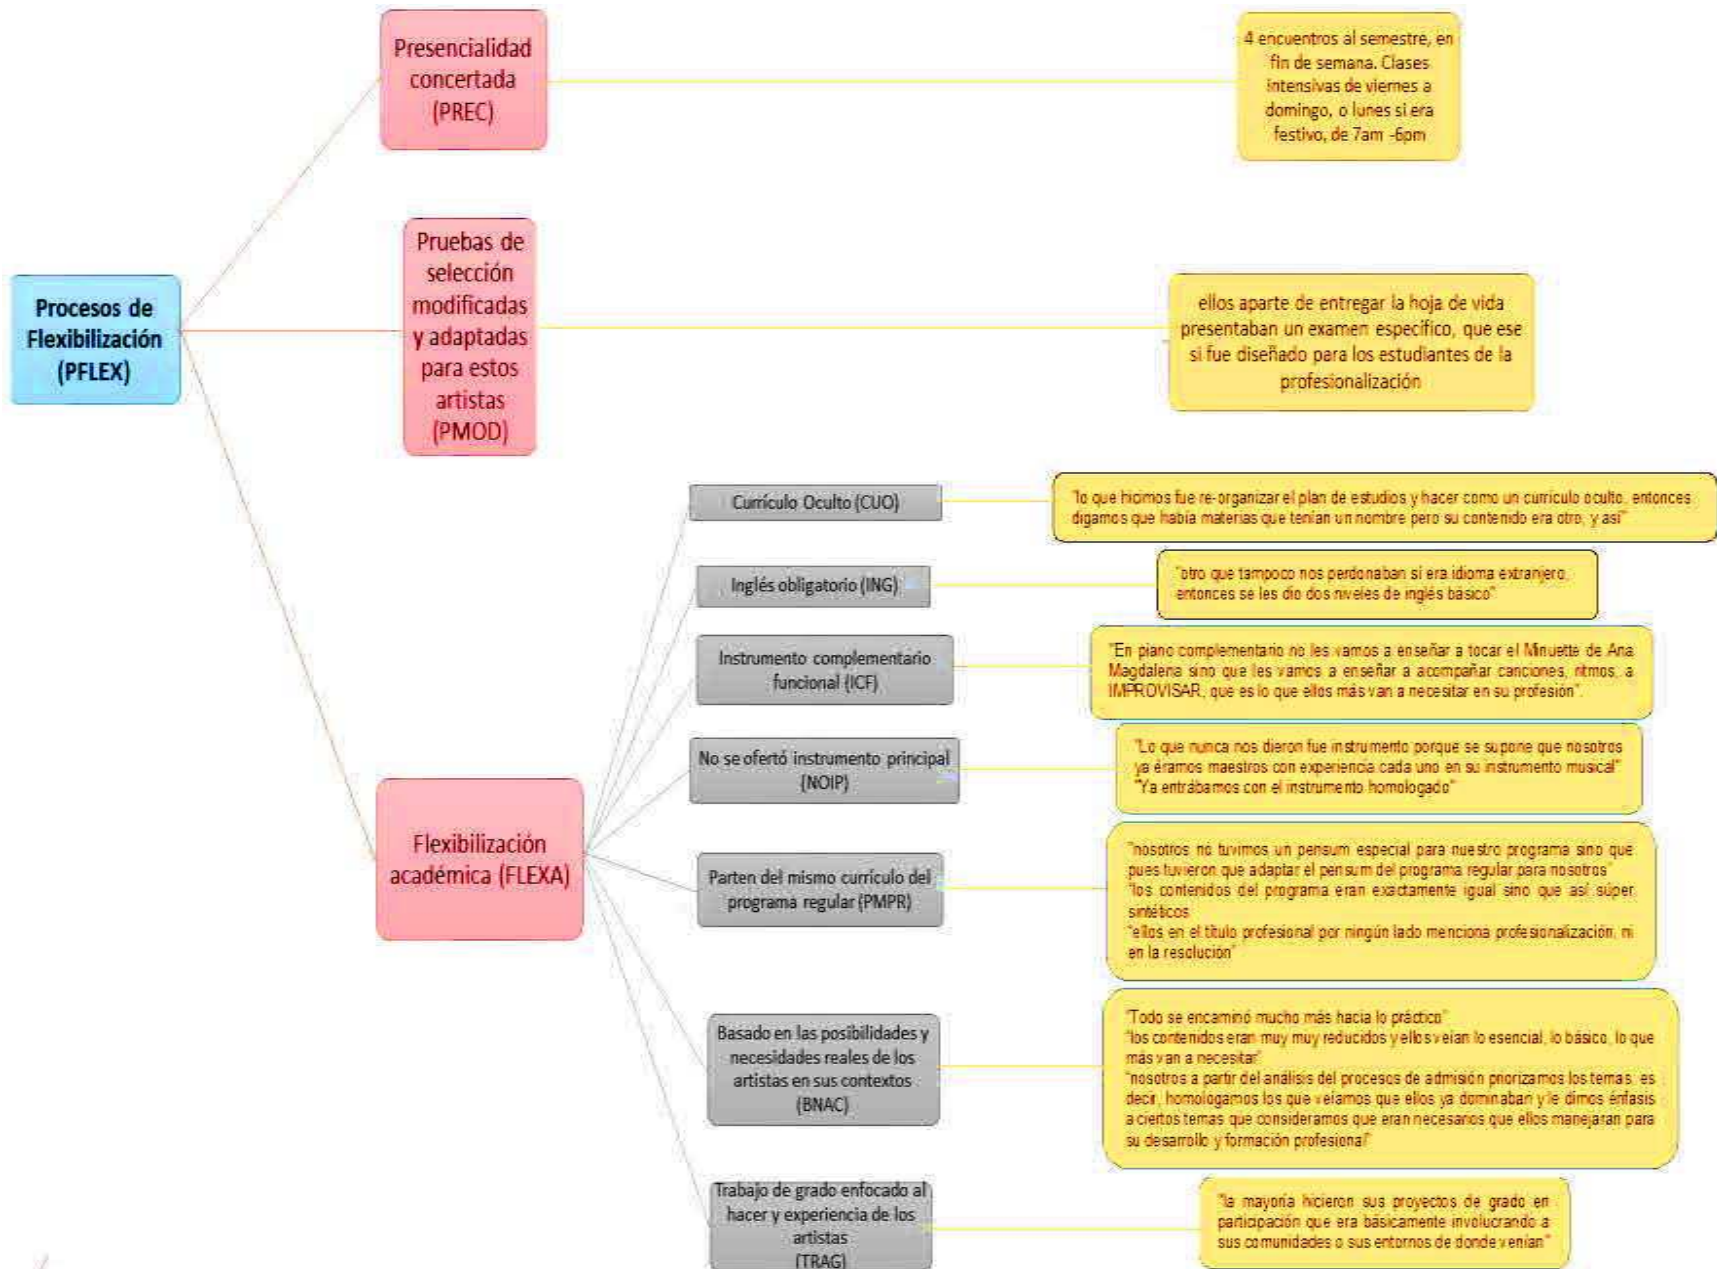 Procesos de
Flexibilización
(PFLEX)
Presencialidad
concertada
(PREC)
4 encuentros al semestre, en
fin de semana. Clases
intensivas de viernes a
domingo, o lunes si era
festivo, de 7am -6pm
Pruebas de
selección
modificadas
y adaptadas
para estos
artistas
(PMOD)
ellos aparte de entregar la hoja de vida
presentaban un examen específico, que ese
si fue diseñado para los estudiantes de la
profesionalización
Flexibilización
académica (FLEXA)
Currículo Oculto (CUO)
"lo que hicimos fue re-organizar el plan de estudios y hacer como un currículo oculto, entonces
digamos que había materias que tenían un nombre pero su contenido era otro, y así"
Inglés obligatorio (ING)
"otro que tampoco nos perdonaban si era idioma extranjero,
entonces se les dio dos niveles de inglés básico"
Instrumento complementario
funcional (ICF)
"En piano complementario no les vamos a enseñar a tocar el Minuette de Ana
Magdalena sino que les vamos a enseñar a acompañar canciones, ritmos, a
IMPROVISAR, que es lo que ellos más van a necesitar en su profesión".
No se ofertó instrumento principal
(NOIP)
"Lo que nunca nos dieron fue instrumento porque se supone que nosotros
ya éramos maestros con experiencia cada uno en su instrumento musical"
"Ya entrábamos con el instrumento homologado"
Parten del mismo currículo del
programa regular (PMPR)
"nosotros no tuvimos un pensum especial para nuestro programa sino que
pues tuvieron que adaptar el pensum del programa regular para nosotros"
"los contenidos del programa eran exactamente igual sino que así súper
sintéticos
"ellos en el título profesional por ningún lado menciona profesionalización, ni
en la resolución"
Basado en las posibilidades y
necesidades reales de los
artistas en sus contextos
(BNAC)
"Todo se encaminó mucho más hacia lo práctico"
"los contenidos eran muy muy reducidos y ellos veían lo esencial, lo básico, lo que
más van a necesitar"
"nosotros a partir del análisis del procesos de admisión priorizamos los temas, es
decir, homologamos los que veíamos que ellos ya dominaban y le dimos énfasis
a ciertos temas que consideramos que eran necesarios que ellos manejaran para
su desarrollo y formación profesional"
Trabajo de grado enfocado al
hacer y experiencia de los
artistas
(TRAG)
"la mayoría hicieron sus proyectos de grado en
participación que era básicamente involucrando a
sus comunidades o sus entornos de donde venían"